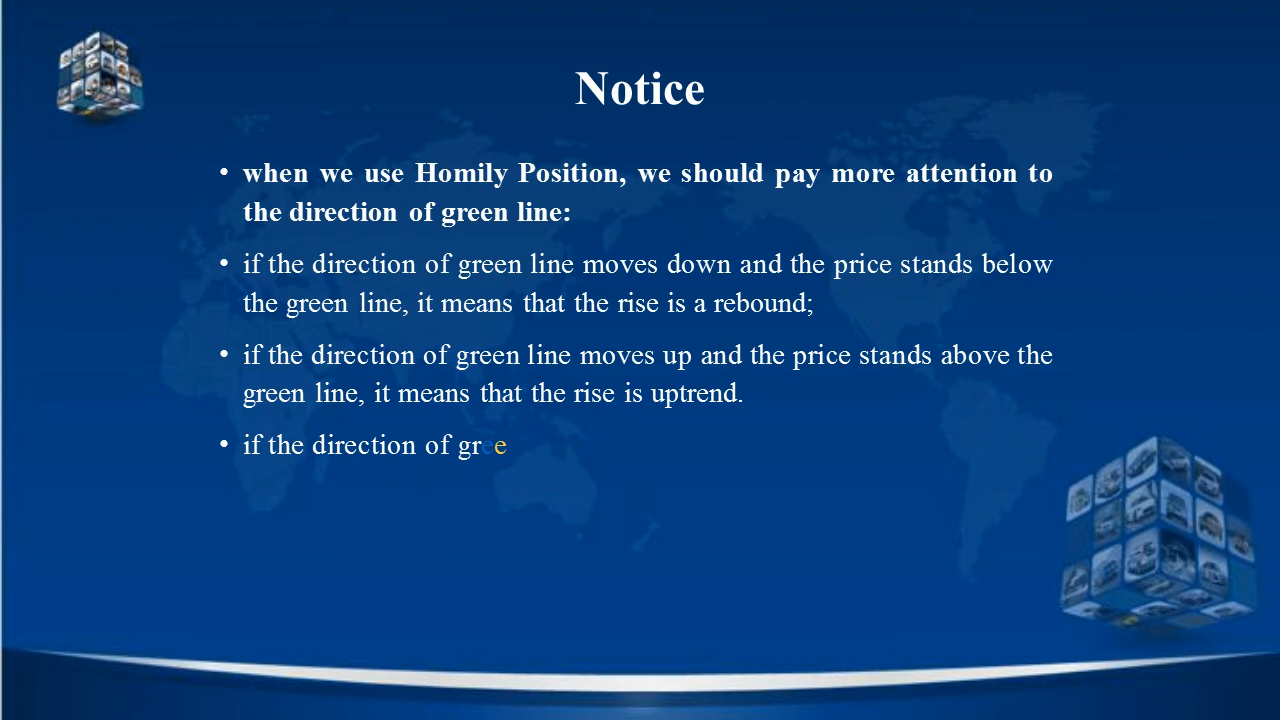 Notice
• when we use Homily Position, we should pay more attention to
the direction of green line:
• if the direction of green line moves down and the price stands below
the green line, it means that the rise is a rebound;
• if the direction of green line moves up and the price stands above the
green line, it means that the rise is uptrend.
• if the direction of gree